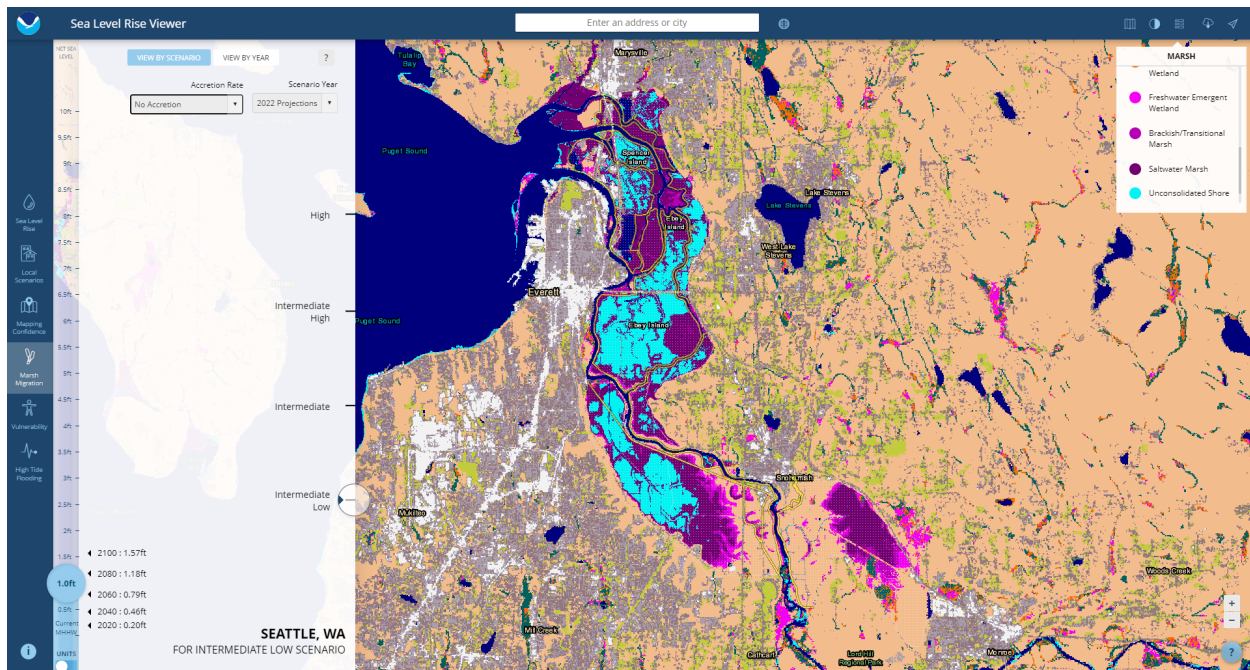 Sea Level Rise Viewer
Enter an address or city
NET SEA
LEVEL
VIEW BY SCENARIO
VIEW BY YEAR
?
Accretion Rate
Scenario Year
No Accretion
2022 Projections
10ft
9.5ft
9ft
8.5ft
8ft
7.5ft
7ft
6.5ft
6ft
5.5ft
5ft
4.5ft
4ft
3.5ft
3ft
2.5ft
2ft
1.5ft
1.0ft
0.5ft
Current
MHHW
UNITS
Sea Level
Rise
Local
Scenarios
Mapping
Confidence
Marsh
Migration
Vulnerability
High Tide
Flooding
High
Intermediate
High
Intermediate
Intermediate
Low
2100 : 1.57ft
2080 : 1.18ft
2060 : 0.79ft
2040 : 0.46ft
2020 : 0.20ft
SEATTLE, WA
FOR INTERMEDIATE LOW SCENARIO
Tulalip
Bay
Marysville
Puget Sound
Spencer
Island
Lake Stevens
Lake Stevens
Ebey
Island
West Lake
Stevens
Everett
Puget Sound
Ebey Island
Snohomish
Mukilteo
Woods Creek
Mill Creek
Cathcart
Lord Hill
Regional Park
Monroe
MARSH
Wetland
Freshwater Emergent
Wetland
Brackish/Transitional
Marsh
Saltwater Marsh
Unconsolidated Shore
+
−
?